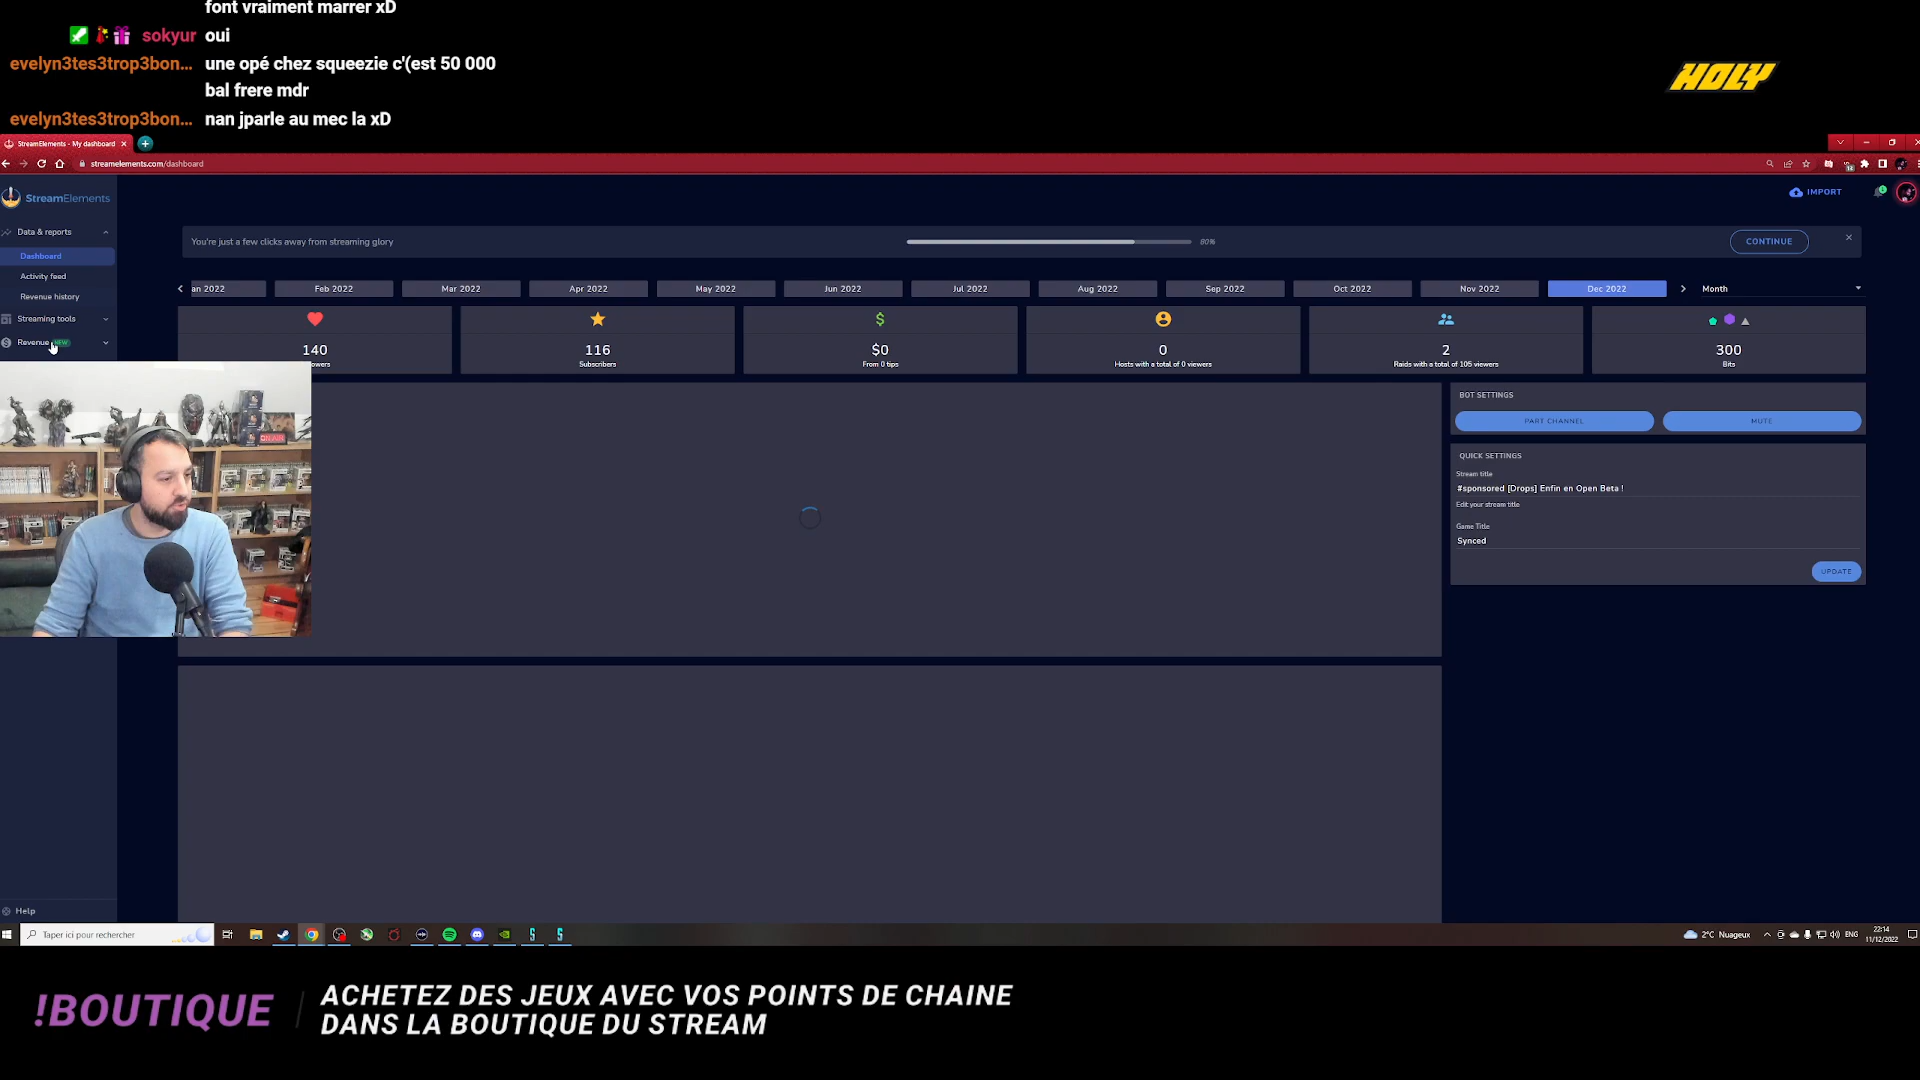 font vraiment marrer xD
sokyur oui
evelyn3tes3trop3bon... une opé chez squeezie c'(est 50 000
bal frere mdr
evelyn3tes3trop3bon... nan jparle au mec la xD
HOLY
StreamElements - My dashboard
streamelements.com/dashboard
StreamElements
IMPORT
Data & reports
You're just a few clicks away from streaming glory
80%
CONTINUE
Dashboard
Activity feed
Revenue history
Streaming tools
Revenue NEW
an 2022
Feb 2022
Mar 2022
Apr 2022
May 2022
Jun 2022
Jul 2022
Aug 2022
Sep 2022
Oct 2022
Nov 2022
Dec 2022
Month
140
116
$0
0
2
300
owers
Subscribers
From 0 tips
Hosts with a total of 0 viewers
Raids with a total of 105 viewers
Bits
BOT SETTINGS
PART CHANNEL
MUTE
QUICK SETTINGS
Stream title
#sponsored [Drops] Enfin en Open Beta !
Edit your stream title
Game Title
Synced
UPDATE
Help
Taper ici pour rechercher
2°C Nuageux
ENG
22:14
11/12/2022
!BOUTIQUE
ACHETEZ DES JEUX AVEC VOS POINTS DE CHAINE
DANS LA BOUTIQUE DU STREAM